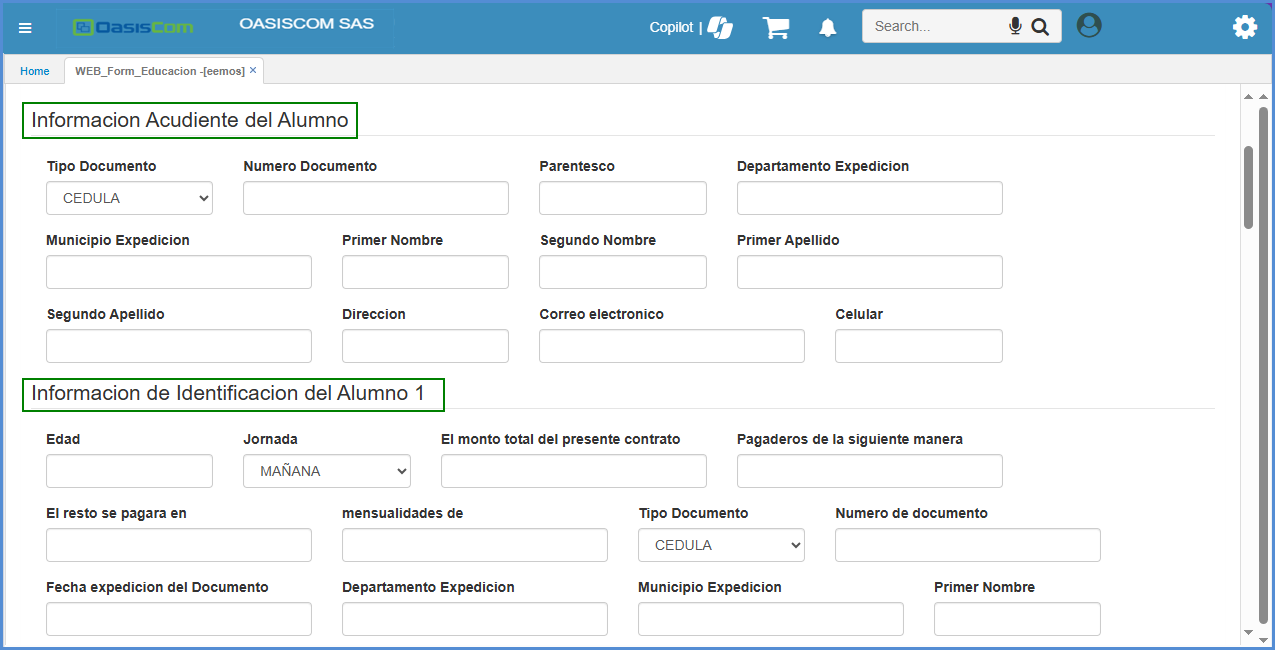 OasisCom OASISCOM SAS Copilot | Search...
Home WEB_Form_Educacion -[eemos] ×
Informacion Acudiente del Alumno
Tipo Documento Numero Documento Parentesco Departamento Expedicion
CEDULA
Municipio Expedicion Primer Nombre Segundo Nombre Primer Apellido
Segundo Apellido Direccion Correo electronico Celular
Informacion de Identificacion del Alumno 1
Edad Jornada El monto total del presente contrato Pagaderos de la siguiente manera
MAÑANA
El resto se pagara en mensualidades de Tipo Documento Numero de documento
CEDULA
Fecha expedicion del Documento Departamento Expedicion Municipio Expedicion Primer Nombre